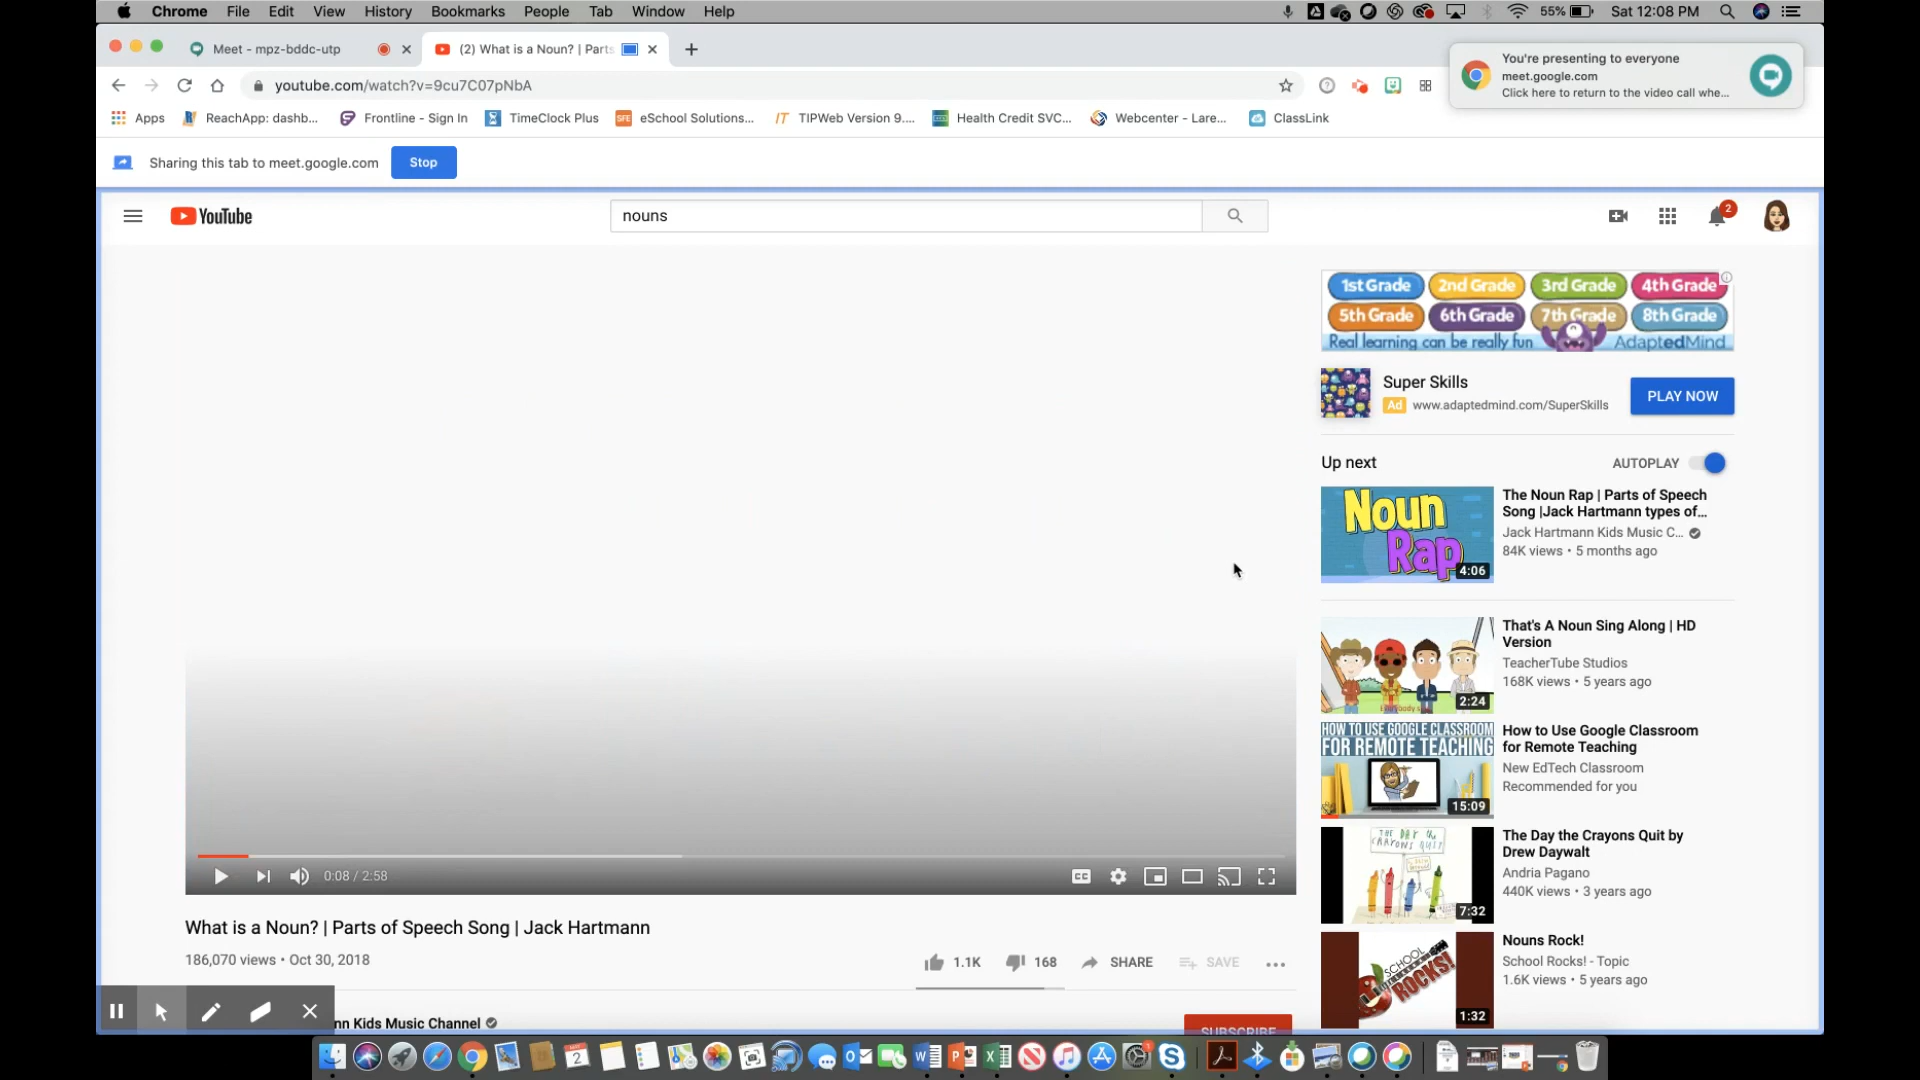 Chrome File Edit View History Bookmarks People Tab Window Help
55% Sat 12:08 PM
Meet - mpz-bddc-utp
(2) What is a Noun? | Parts
You're presenting to everyone
meet.google.com
Click here to return to the video call whe...
youtube.com/watch?v=9cu7C07pNbA
Apps ReachApp: dashb... Frontline - Sign In TimeClock Plus eSchool Solutions... TIPWeb Version 9.... Health Credit SVC... Webcenter - Lare... ClassLink
Sharing this tab to meet.google.com Stop
YouTube
nouns
2
1st Grade 2nd Grade 3rd Grade 4th Grade
5th Grade 6th Grade 7th Grade 8th Grade
Real learning can be really fun AdaptedMind
Super Skills
Ad www.adaptedmind.com/SuperSkills
PLAY NOW
Up next
AUTOPLAY
Noun
Rap
4:06
The Noun Rap | Parts of Speech
Song |Jack Hartmann types of...
Jack Hartmann Kids Music C...
84K views • 5 months ago
2:24
That's A Noun Sing Along | HD
Version
TeacherTube Studios
168K views • 5 years ago
HOW TO USE GOOGLE CLASSROOM
FOR REMOTE TEACHING
15:09
How to Use Google Classroom
for Remote Teaching
New EdTech Classroom
Recommended for you
THE DAY the
CRAYONS QUIT
7:32
The Day the Crayons Quit by
Drew Daywalt
Andria Pagano
440K views • 3 years ago
SCHOOL
ROCKS!
1:32
Nouns Rock!
School Rocks! - Topic
1.6K views • 5 years ago
0:08 / 2:58
CC
What is a Noun? | Parts of Speech Song | Jack Hartmann
186,070 views • Oct 30, 2018
1.1K 168 SHARE SAVE
nn Kids Music Channel
SUBSCRIBE